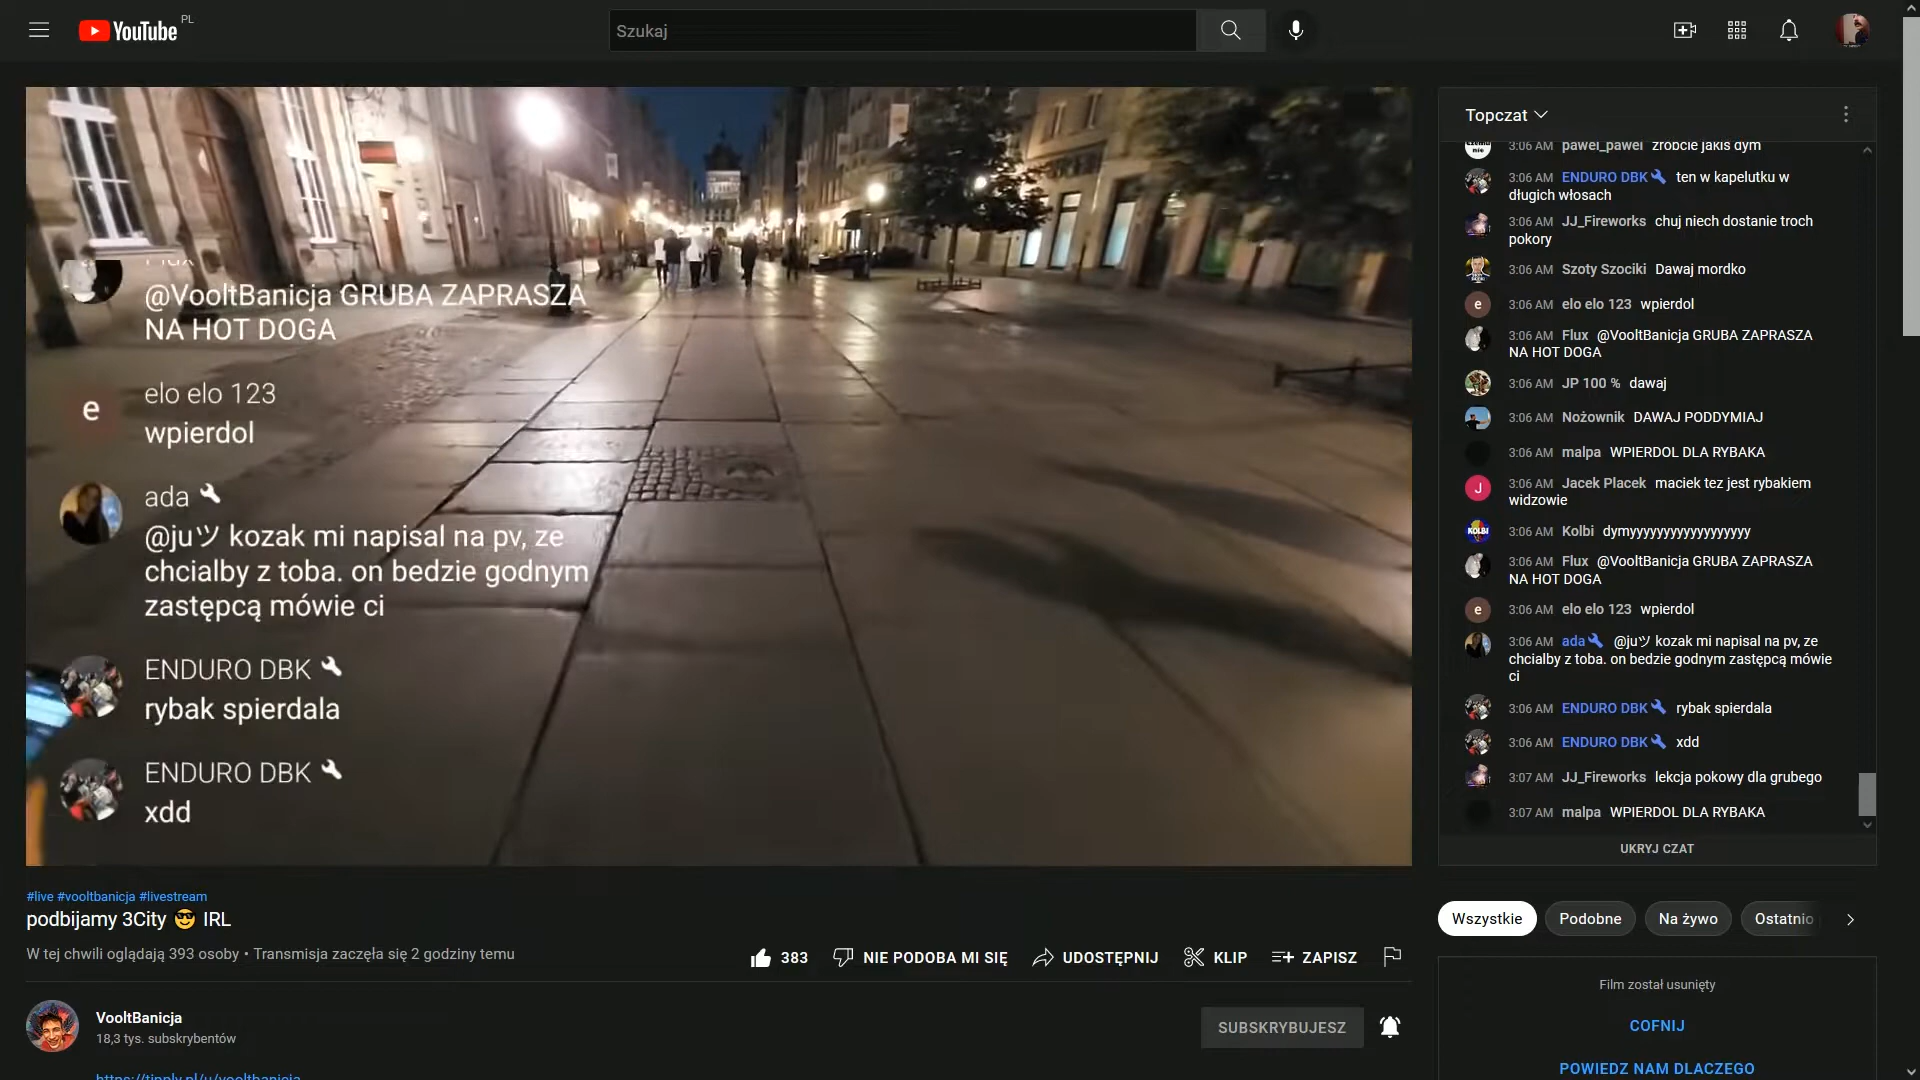 YouTube PL
Szukaj
@VooltBanicja GRUBA ZAPRASZA
NA HOT DOGA
e
elo elo 123
wpierdol
ada
@juツ kozak mi napisal na pv, ze
chcialby z toba. on bedzie godnym
zastępcą mówie ci
ENDURO DBK
rybak spierdala
ENDURO DBK
xdd
Topczat
3:06 AM pawel_pawel zrobcie jakis dym
3:06 AM ENDURO DBK ten w kapelutku w
długich włosach
3:06 AM JJ_Fireworks chuj niech dostanie troch
pokory
3:06 AM Szoty Szociki Dawaj mordko
e 3:06 AM elo elo 123 wpierdol
3:06 AM Flux @VooltBanicja GRUBA ZAPRASZA
NA HOT DOGA
3:06 AM JP 100 % dawaj
3:06 AM Nożownik DAWAJ PODDYMIAJ
3:06 AM malpa WPIERDOL DLA RYBAKA
J 3:06 AM Jacek Placek maciek tez jest rybakiem
widzowie
KOLBI 3:06 AM Kolbi dymyyyyyyyyyyyyyyyyyy
3:06 AM Flux @VooltBanicja GRUBA ZAPRASZA
NA HOT DOGA
e 3:06 AM elo elo 123 wpierdol
3:06 AM ada @juツ kozak mi napisal na pv, ze
chcialby z toba. on bedzie godnym zastępcą mówie
ci
3:06 AM ENDURO DBK rybak spierdala
3:06 AM ENDURO DBK xdd
3:07 AM JJ_Fireworks lekcja pokowy dla grubego
3:07 AM malpa WPIERDOL DLA RYBAKA
UKRYJ CZAT
#live #vooltbanicja #livestream
podbijamy 3City 😎 IRL
W tej chwili oglądają 393 osoby • Transmisja zaczęła się 2 godziny temu
383 NIE PODOBA MI SIĘ UDOSTĘPNIJ KLIP ZAPISZ
VooltBanicja
18,3 tys. subskrybentów
SUBSKRYBUJESZ
https://tipply.pl/u/vooltbanicja
Wszystkie Podobne Na żywo Ostatnio
Film został usunięty
COFNIJ
POWIEDZ NAM DLACZEGO